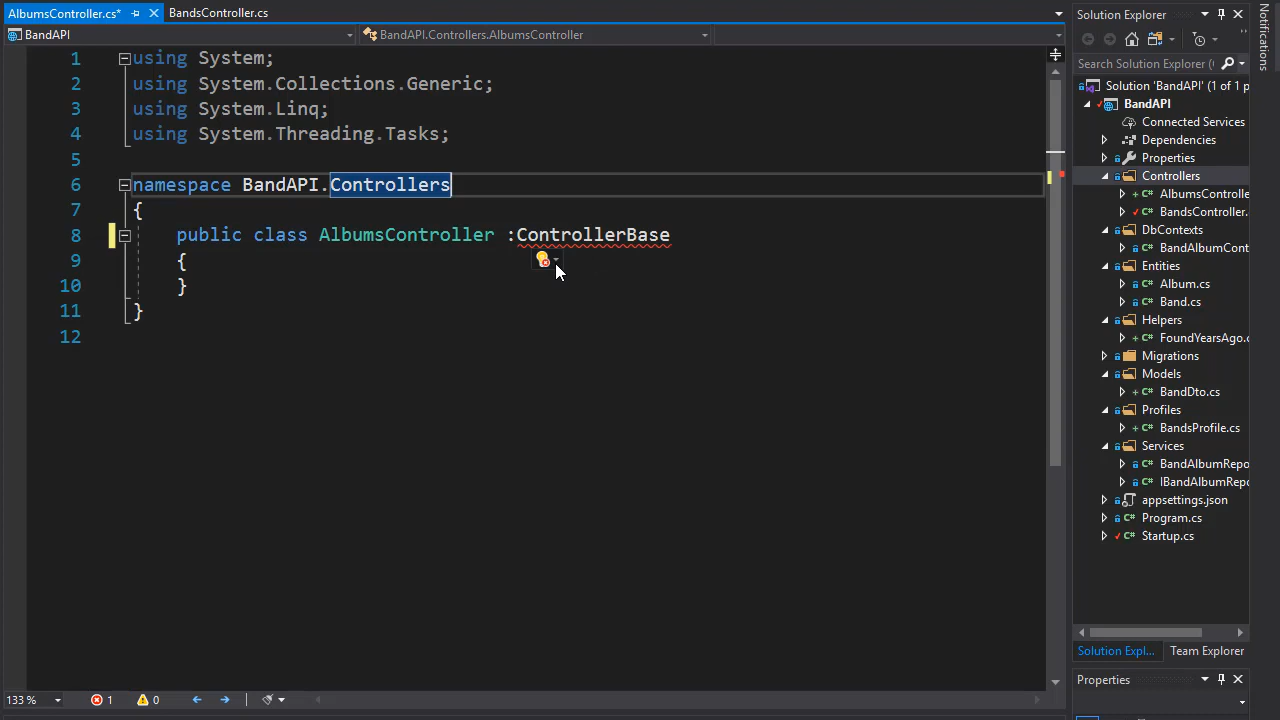 AlbumsController.cs*
BandsController.cs
BandAPI
BandAPI.Controllers.AlbumsController
1 using System;
2 using System.Collections.Generic;
3 using System.Linq;
4 using System.Threading.Tasks;
5
6 namespace BandAPI.Controllers
7 {
8 public class AlbumsController :ControllerBase
9 {
10 }
11 }
12
133 %
1
0
Solution Explorer
Search Solution Explorer (
Solution 'BandAPI' (1 of 1 p
BandAPI
Connected Services
Dependencies
Properties
Controllers
AlbumsControlle
BandsController.
DbContexts
BandAlbumCont
Entities
Album.cs
Band.cs
Helpers
FoundYearsAgo.c
Migrations
Models
BandDto.cs
Profiles
BandsProfile.cs
Services
BandAlbumRepo
IBandAlbumRepo
appsettings.json
Program.cs
Startup.cs
Solution Expl...
Team Explorer
Properties
Notifications